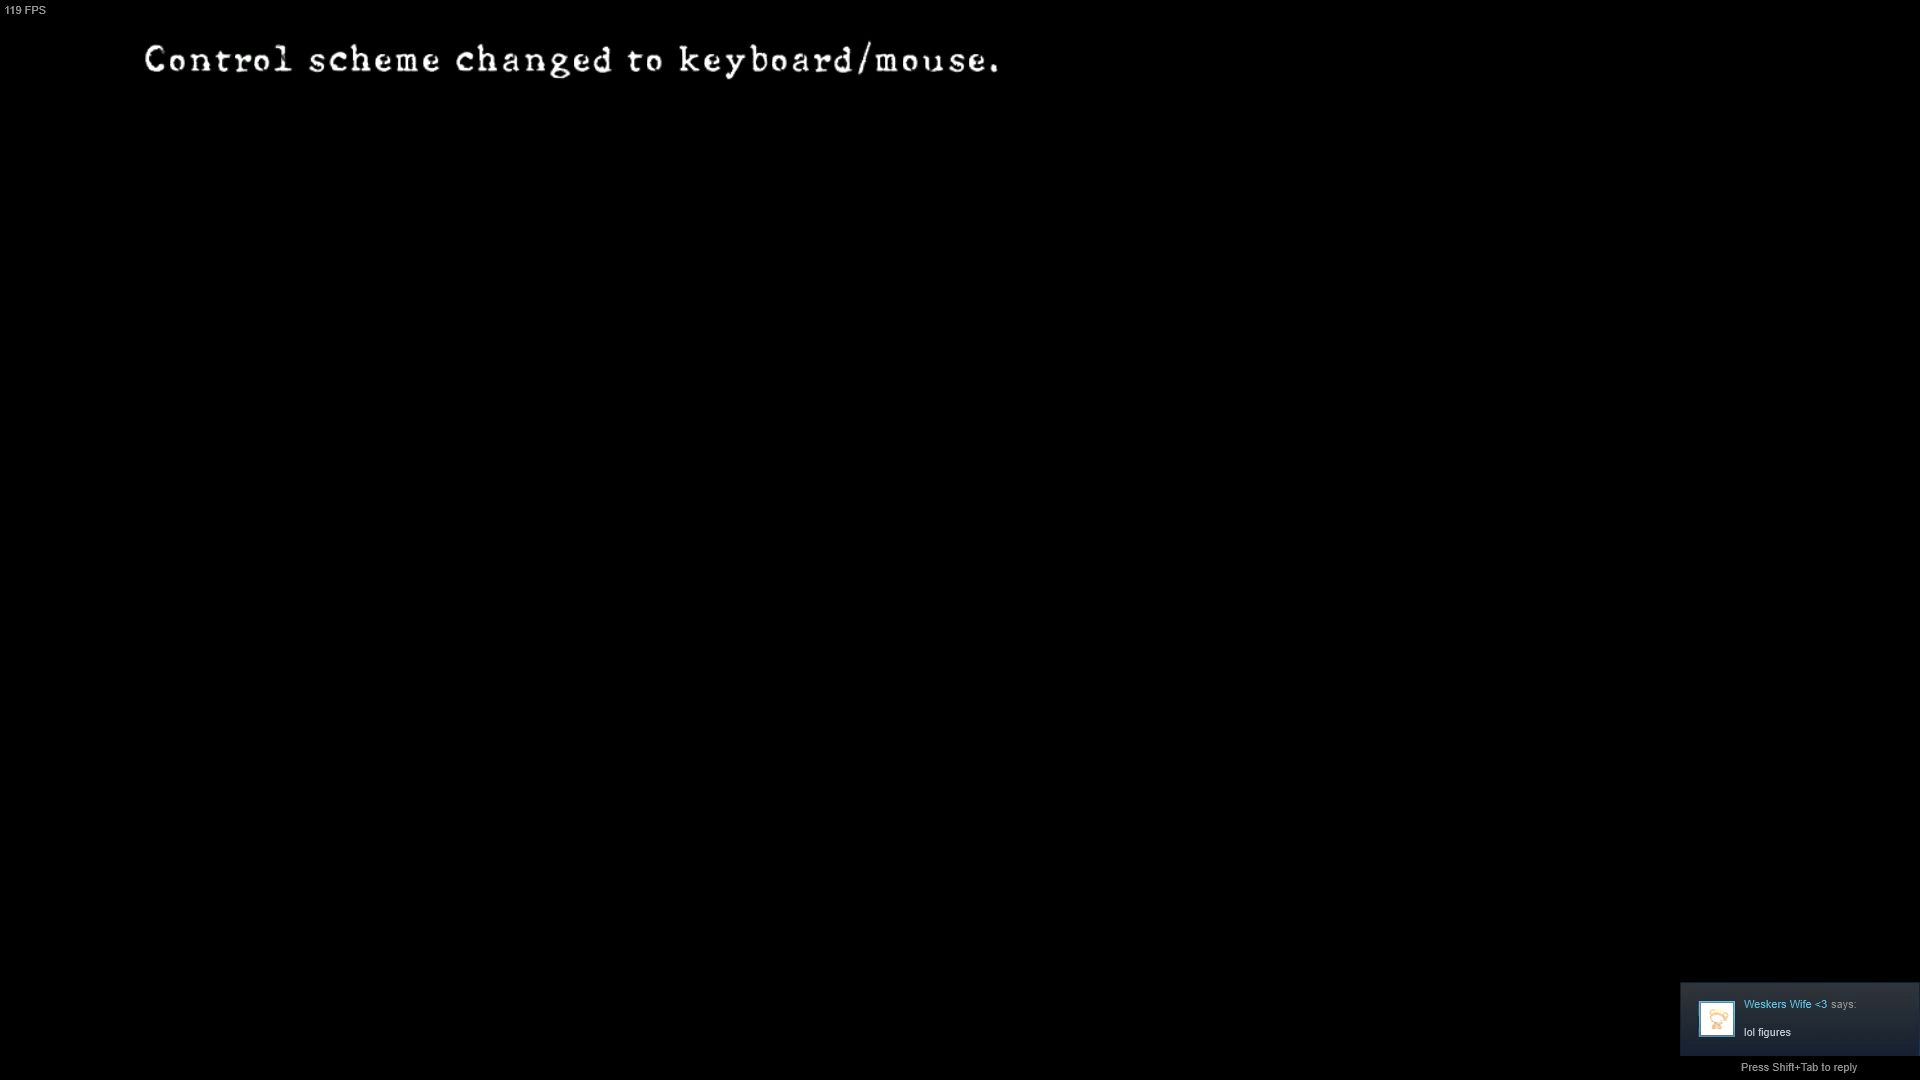 119 FPS
Control scheme changed to keyboard/mouse.
Weskers Wife <3 says:
lol figures
Press Shift+Tab to reply